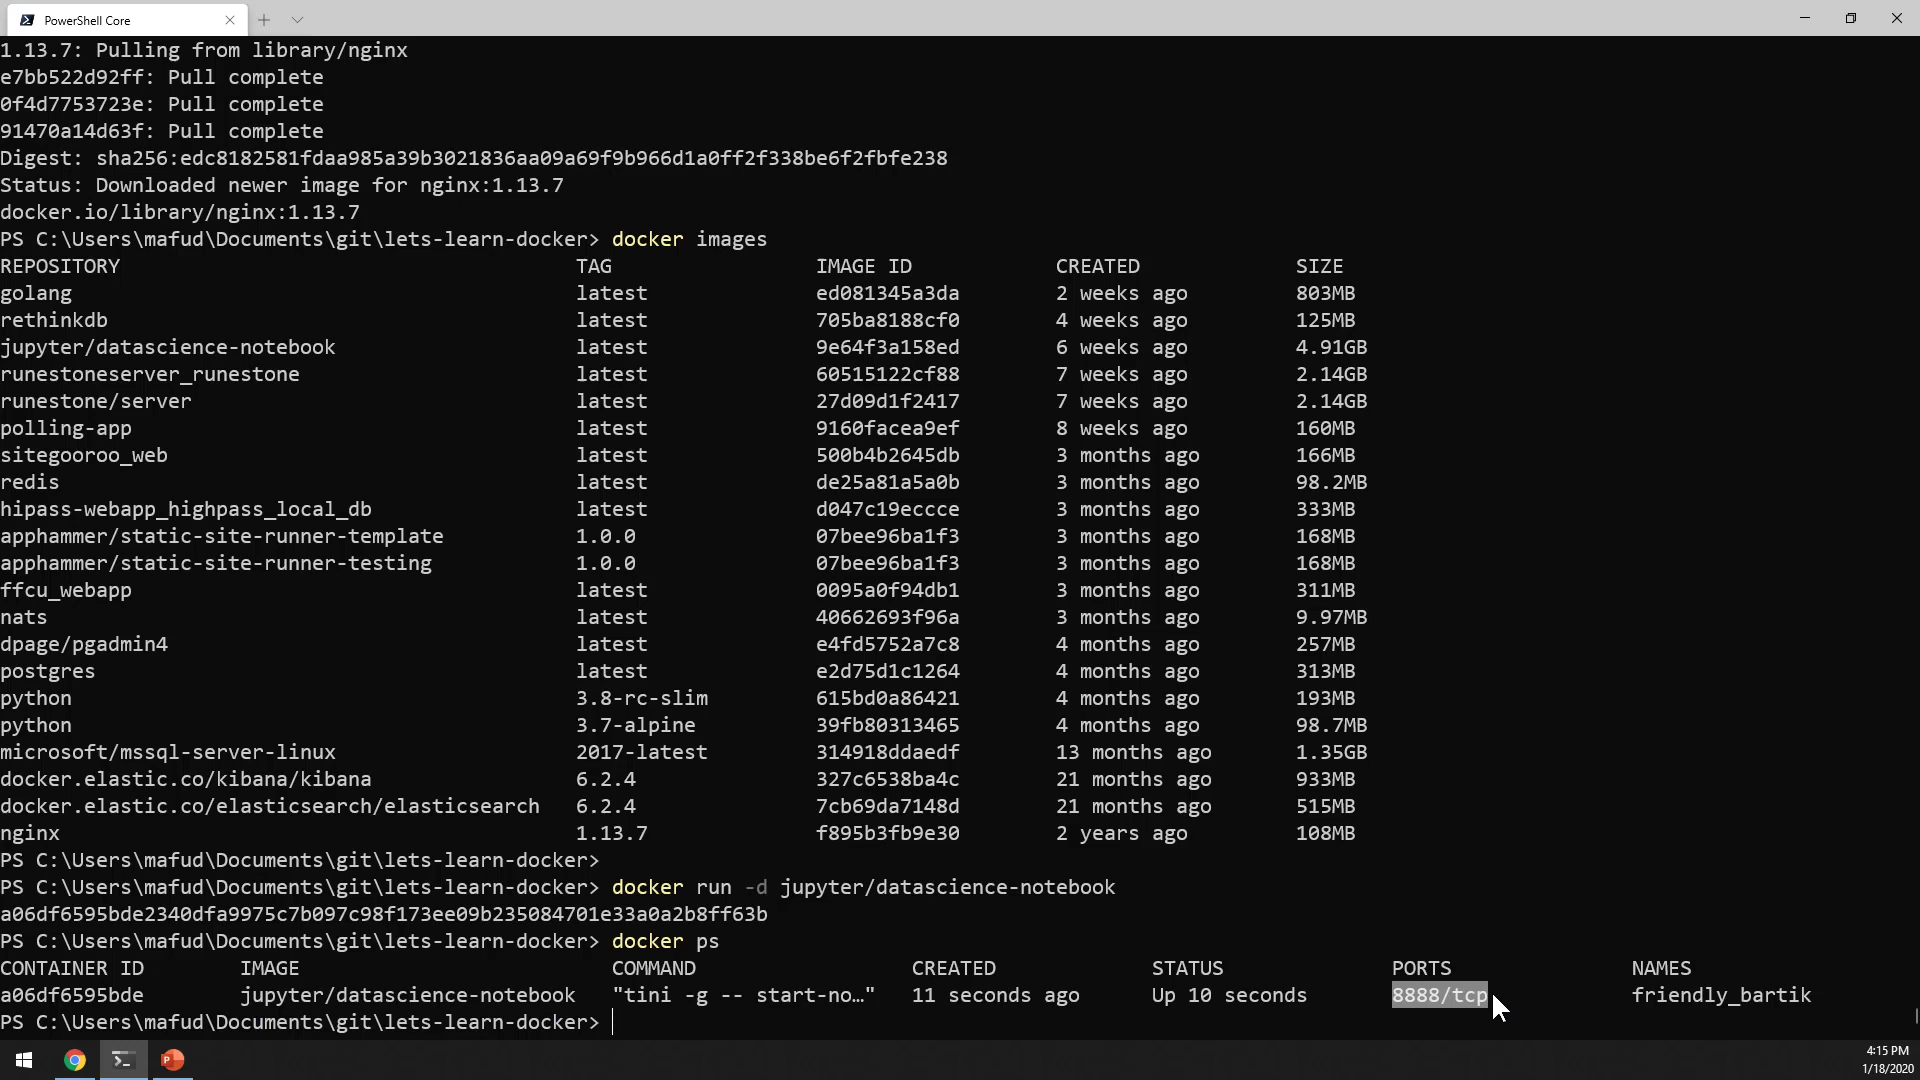 PowerShell Core
1.13.7: Pulling from library/nginx
e7bb522d92ff: Pull complete
0f4d7753723e: Pull complete
91470a14d63f: Pull complete
Digest: sha256:edc8182581fdaa985a39b3021836aa09a69f9b966d1a0ff2f338be6f2fbfe238
Status: Downloaded newer image for nginx:1.13.7
docker.io/library/nginx:1.13.7
PS C:\Users\mafud\Documents\git\lets-learn-docker> docker images
REPOSITORY TAG IMAGE ID CREATED SIZE
golang latest ed081345a3da 2 weeks ago 803MB
rethinkdb latest 705ba8188cf0 4 weeks ago 125MB
jupyter/datascience-notebook latest 9e64f3a158ed 6 weeks ago 4.91GB
runestoneserver_runestone latest 60515122cf88 7 weeks ago 2.14GB
runestone/server latest 27d09d1f2417 7 weeks ago 2.14GB
polling-app latest 9160facea9ef 8 weeks ago 160MB
sitegooroo_web latest 500b4b2645db 3 months ago 166MB
redis latest de25a81a5a0b 3 months ago 98.2MB
hipass-webapp_highpass_local_db latest d047c19eccce 3 months ago 333MB
apphammer/static-site-runner-template 1.0.0 07bee96ba1f3 3 months ago 168MB
apphammer/static-site-runner-testing 1.0.0 07bee96ba1f3 3 months ago 168MB
ffcu_webapp latest 0095a0f94db1 3 months ago 311MB
nats latest 40662693f96a 3 months ago 9.97MB
dpage/pgadmin4 latest e4fd5752a7c8 4 months ago 257MB
postgres latest e2d75d1c1264 4 months ago 313MB
python 3.8-rc-slim 615bd0a86421 4 months ago 193MB
python 3.7-alpine 39fb80313465 4 months ago 98.7MB
microsoft/mssql-server-linux 2017-latest 314918ddaedf 13 months ago 1.35GB
docker.elastic.co/kibana/kibana 6.2.4 327c6538ba4c 21 months ago 933MB
docker.elastic.co/elasticsearch/elasticsearch 6.2.4 7cb69da7148d 21 months ago 515MB
nginx 1.13.7 f895b3fb9e30 2 years ago 108MB
PS C:\Users\mafud\Documents\git\lets-learn-docker>
PS C:\Users\mafud\Documents\git\lets-learn-docker> docker run -d jupyter/datascience-notebook
a06df6595bde2340dfa9975c7b097c98f173ee09b235084701e33a0a2b8ff63b
PS C:\Users\mafud\Documents\git\lets-learn-docker> docker ps
CONTAINER ID IMAGE COMMAND CREATED STATUS PORTS NAMES
a06df6595bde jupyter/datascience-notebook "tini -g -- start-no…" 11 seconds ago Up 10 seconds 8888/tcp friendly_bartik
PS C:\Users\mafud\Documents\git\lets-learn-docker>
4:15 PM
1/18/2020